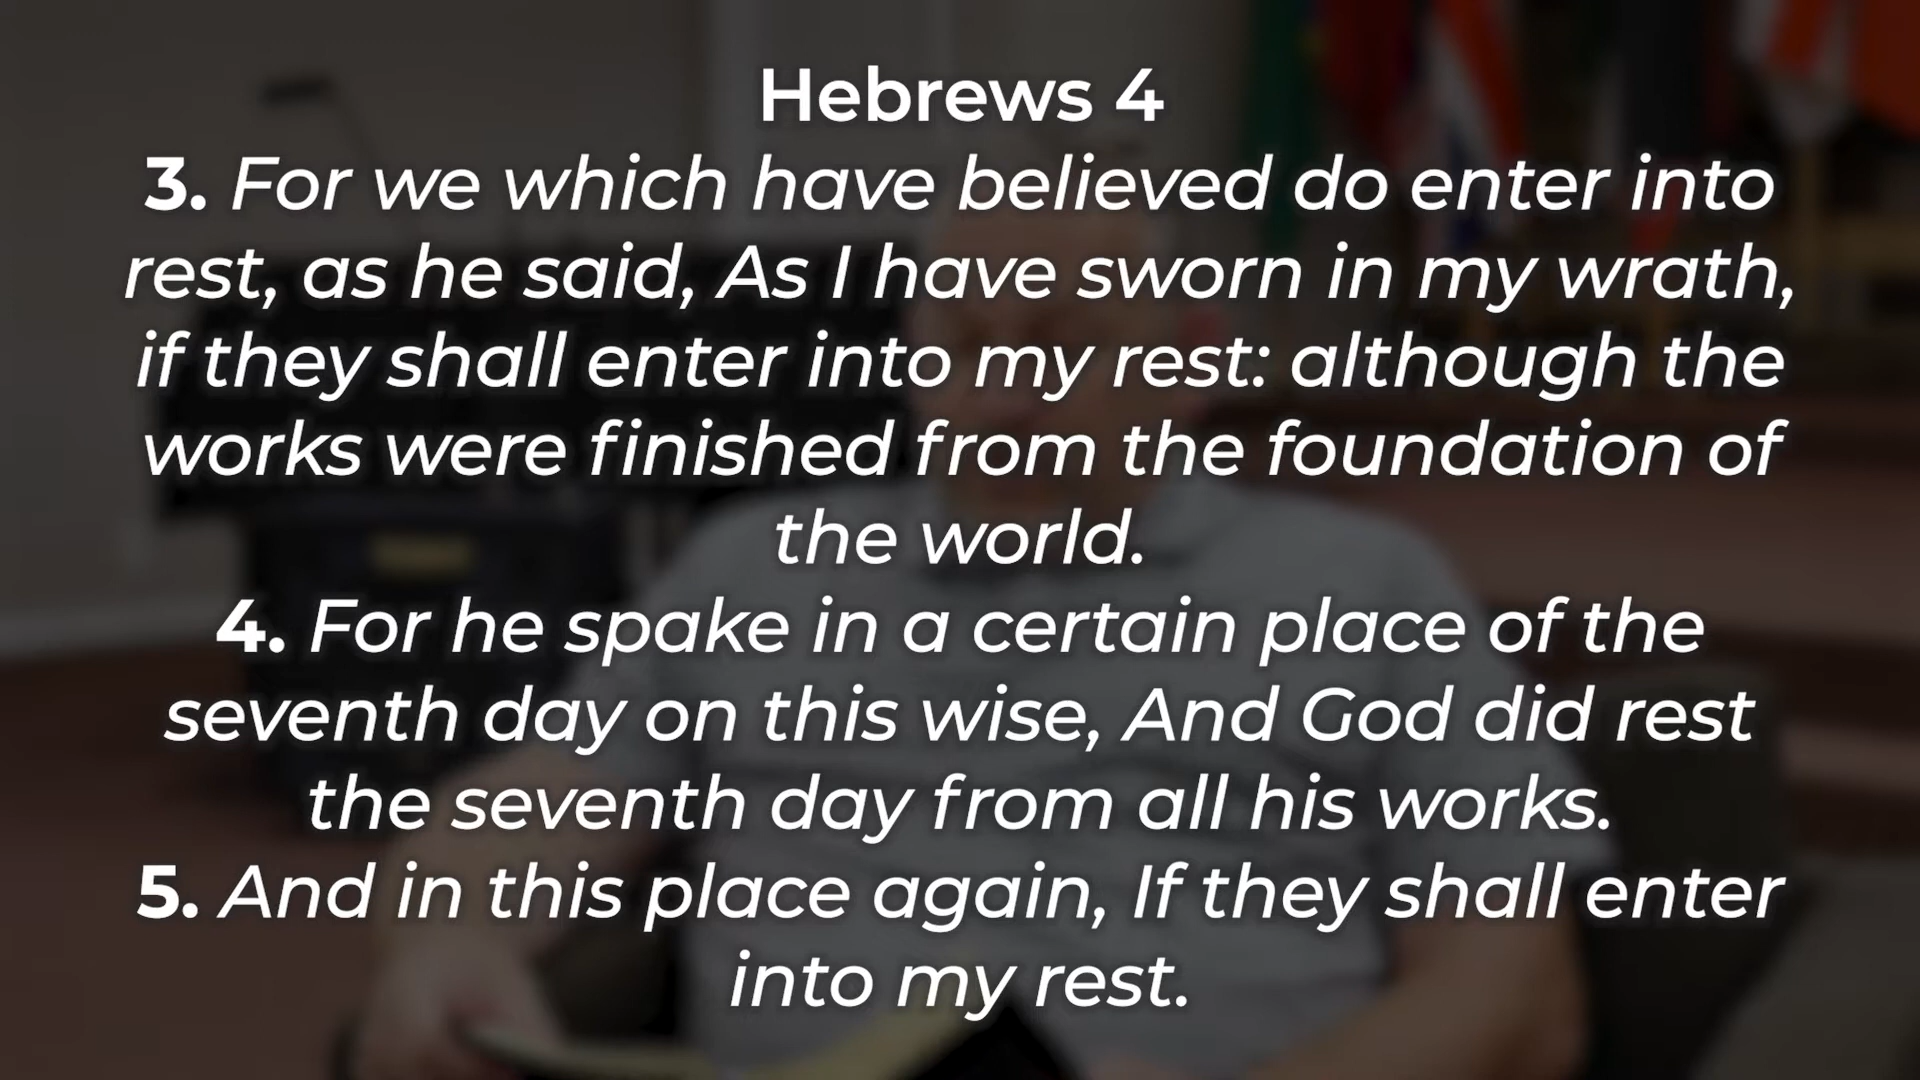 Hebrews 4
3. For we which have believed do enter into
rest, as he said, As I have sworn in my wrath,
if they shall enter into my rest: although the
works were finished from the foundation of
the world.
4. For he spake in a certain place of the
seventh day on this wise, And God did rest
the seventh day from all his works.
5. And in this place again, If they shall enter
into my rest.